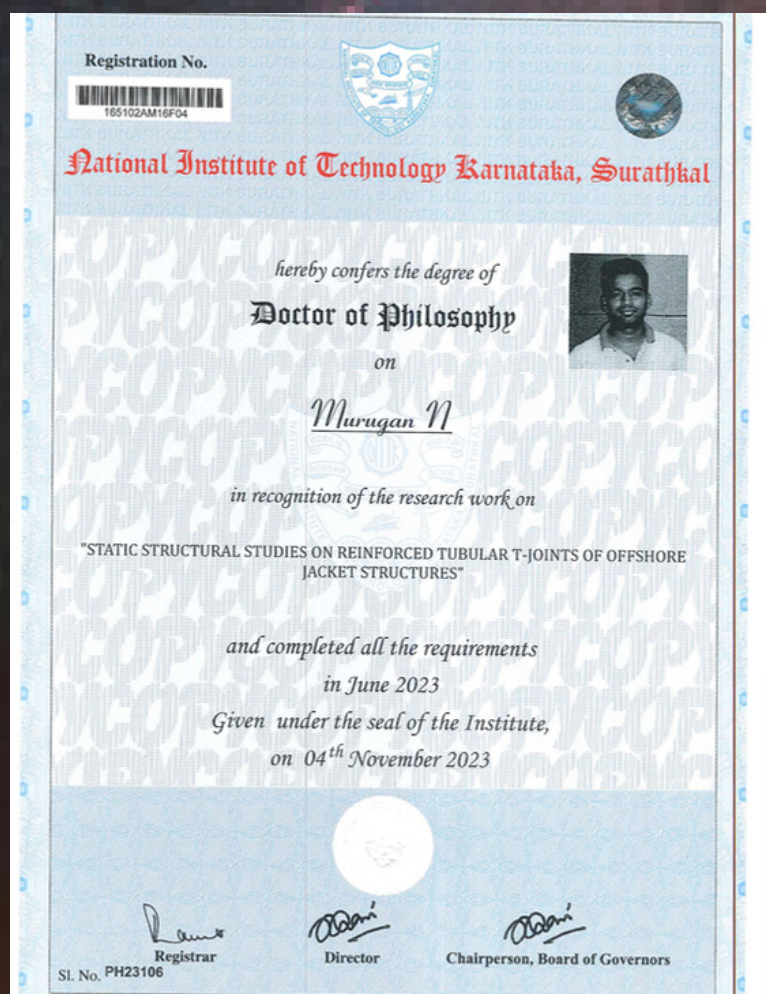 Registration No.
165102AM16F04
National Institute of Technology Karnataka, Surathkal
hereby confers the degree of
Doctor of Philosophy
on
Murugan N
in recognition of the research work on
"STATIC STRUCTURAL STUDIES ON REINFORCED TUBULAR T-JOINTS OF OFFSHORE
JACKET STRUCTURES"
and completed all the requirements
in June 2023
Given under the seal of the Institute,
on 04th November 2023
COPY
Registrar
Director
Chairperson, Board of Governors
Sl. No. PH23106